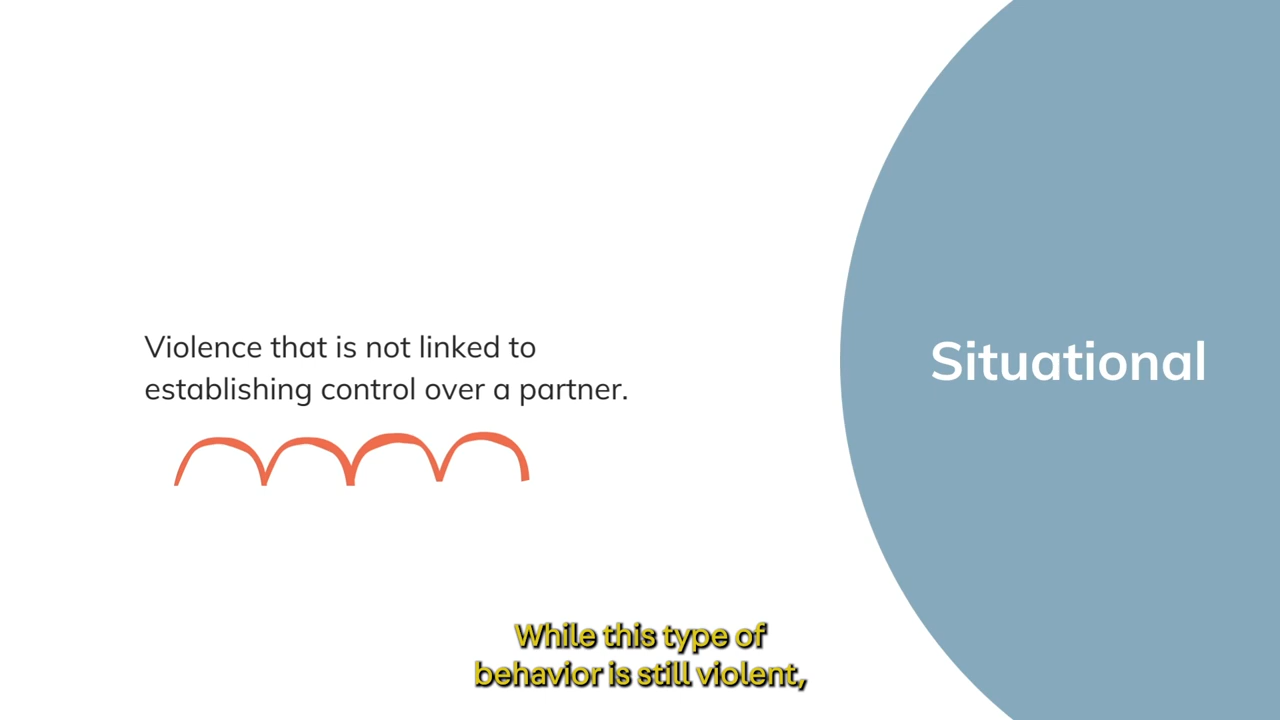 Violence that is not linked to
establishing control over a partner.
Situational
While this type of
behavior is still violent,